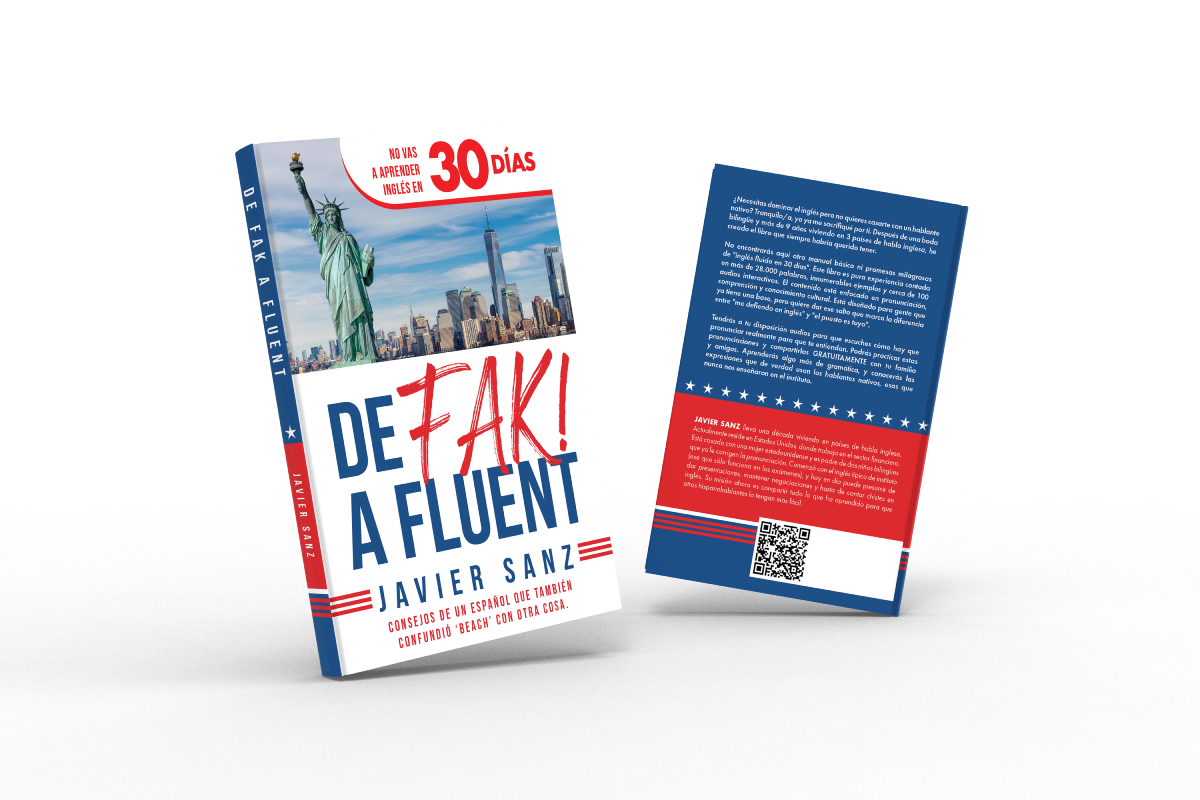 DE FAK A FLUENT
JAVIER SANZ
NO VAS
A APRENDER
INGLÉS EN
30 DÍAS
DE FAK!
A FLUENT
JAVIER SANZ
CONSEJOS DE UN ESPAÑOL QUE TAMBIÉN
CONFUNDIÓ 'BEACH' CON OTRA COSA.
¿Necesitas dominar el inglés pero no quieres casarte con un hablante
nativo? Tranquilo/a, yo ya me sacrifiqué por ti. Después de una boda
bilingüe y más de 9 años viviendo en 3 países de habla inglesa, he
creado el libro que siempre habría querido tener.
No encontrarás aquí otro manual básico ni promesas milagrosas
de "inglés fluido en 30 días". Este libro es pura experiencia contada
en más de 28.000 palabras, innumerables ejemplos y cerca de 100
audios interactivos. El contenido está enfocado en pronunciación,
comprensión y conocimiento cultural. Está diseñado para gente que
ya tiene una base, pero quiere dar ese salto que marca la diferencia
entre "me defiendo en inglés" y "el puesto es tuyo".
Tendrás a tu disposición audios para que escuches cómo hay que
pronunciar realmente para que te entiendan. Podrás practicar estas
pronunciaciones y compartirlas GRATUITAMENTE con tu familia
y amigos. Aprenderás algo más de gramática, y conocerás las
expresiones que de verdad usan los hablantes nativos, esas que
nunca nos enseñaron en el instituto.
JAVIER SANZ lleva una década viviendo en países de habla inglesa.
Actualmente reside en Estados Unidos, donde trabaja en el sector financiero.
Está casado con una mujer estadounidense y es padre de dos niños bilingües
que ya le corrigen la pronunciación. Comenzó con el inglés típico de instituto
(ese que sólo funciona en los exámenes), y hoy en día puede presumir de
dar presentaciones, mantener negociaciones y hasta de contar chistes en
inglés. Su misión ahora es compartir todo lo que ha aprendido para que
otros hispanohablantes lo tengan más fácil.